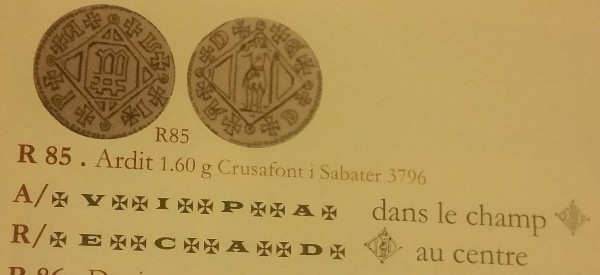 R85
R 85 . Ardit 1.60 g Crusafont i Sabater 3796
A/✠ V✠✠I✠✠P✠✠A✠ dans le champ
R/✠ E✠✠C✠✠A✠✠D✠ au centre